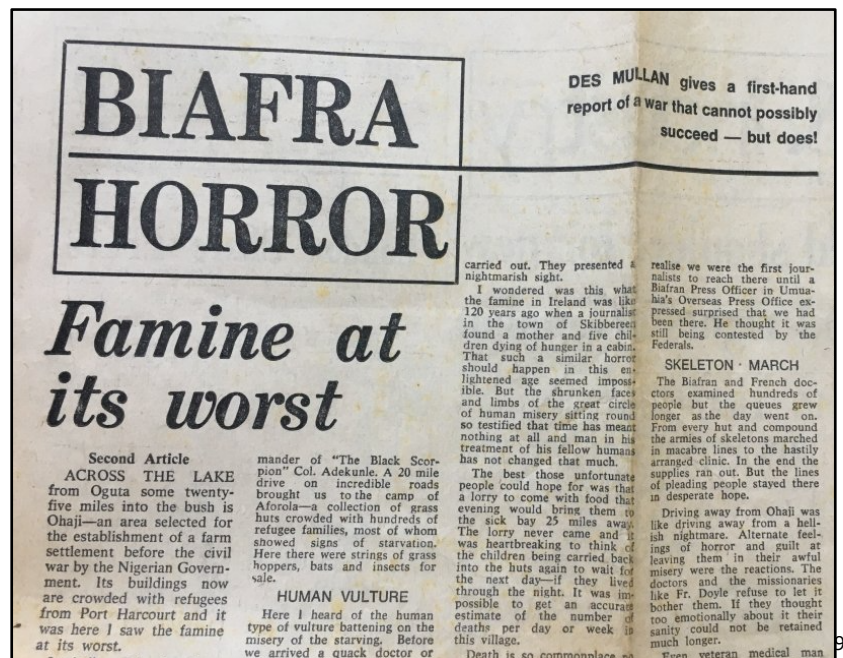 BIAFRA
HORROR
DES MULLAN gives a first-hand
report of a war that cannot possibly
succeed — but does!
Famine at
its worst
Second Article
ACROSS THE LAKE
from Oguta some twenty-
five miles into the bush is
Ohaji—an area selected for
the establishment of a farm
settlement before the civil
war by the Nigerian Govern-
ment. Its buildings now
are crowded with refugees
from Port Harcourt and it
was here I saw the famine
at its worst.
mander of "The Black Scor-
pion" Col. Adekunle. A 20 mile
drive on incredible roads
brought us to the camp of
Aforola—a collection of grass
huts crowded with hundreds of
refugee families, most of whom
showed signs of starvation.
Here there were strings of grass
hoppers, bats and insects for
sale.
HUMAN VULTURE
Here I heard of the human
type of vulture battening on the
misery of the starving. Before
we arrived a quack doctor or
carried out. They presented a
nightmarish sight.
I wondered was this what
the famine in Ireland was like
120 years ago when a journalist
in the town of Skibbereen
found a mother and five chil-
dren dying of hunger in a cabin.
That such a similar horror
should happen in this en-
lightened age seemed imposs-
ible. But the shrunken faces
and limbs of the great circle
of human misery sitting round
so testified that time has meant
nothing at all and man in his
treatment of his fellow humans
has not changed that much.
The best those unfortunate
people could hope for was that
a lorry to come with food that
evening would bring them to
the sick bay 25 miles away.
The lorry never came and it
was heartbreaking to think of
the children being carried back
into the huts again to wait for
the next day—if they lived
through the night. It was im-
possible to get an accurate
estimate of the number of
deaths per day or week in
this village.
Death is so commonplace no
realise we were the first jour-
nalists to reach there until a
Biafran Press Officer in Umua-
hia's Overseas Press Office ex-
pressed surprised that we had
been there. He thought it was
still being contested by the
Federals.
SKELETON · MARCH
The Biafran and French doc-
ctors examined hundreds of
people but the queues grew
longer as the day went on.
From every hut and compound
the armies of skeletons marched
in macabre lines to the hastily
arranged clinic. In the end the
supplies ran out. But the lines
of pleading people stayed there
in desperate hope.
Driving away from Ohaji was
like driving away from a hell-
ish nightmare. Alternate feel-
ings of horror and guilt at
leaving them in their awful
misery were the reactions. The
doctors and the missionaries
like Fr. Doyle refuse to let it
bother them. If they thought
too emotionally about it their
sanity could not be retained
much longer.
Even veteran medical man
9